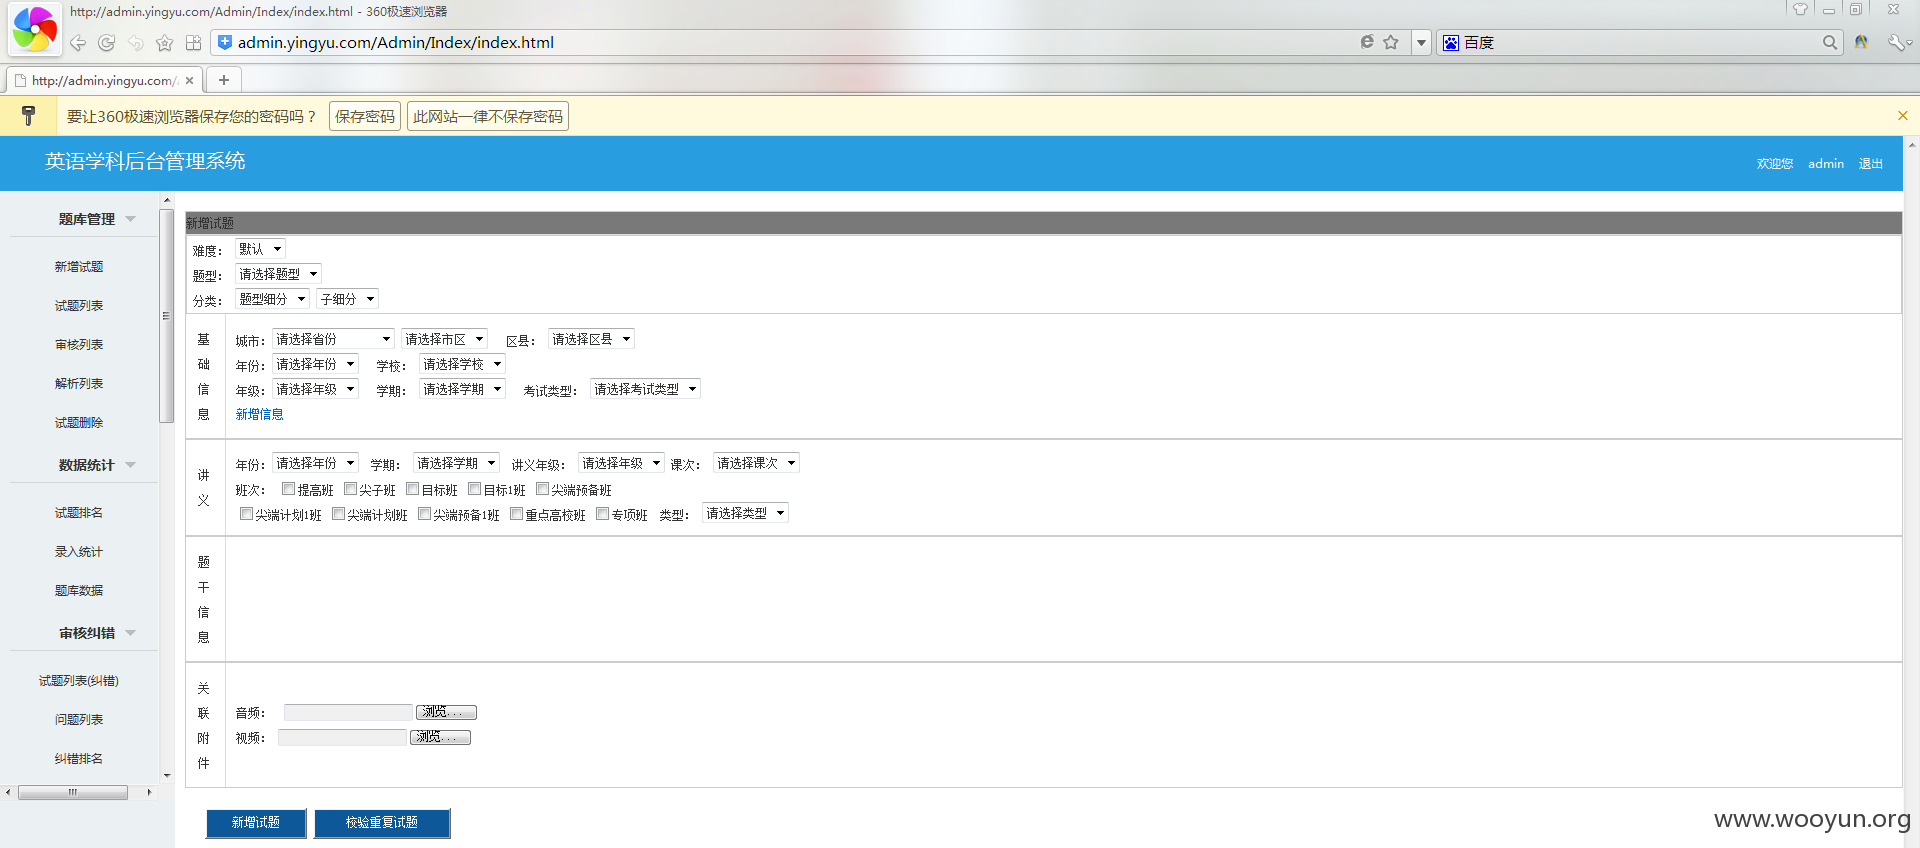 http://admin.yingyu.com/Admin/Index/index.html - 360极速浏览器
admin.yingyu.com/Admin/Index/index.html
百度
http://admin.yingyu.com/
要让360极速浏览器保存您的密码吗？ 保存密码 此网站一律不保存密码
英语学科后台管理系统
欢迎您 admin 退出
题库管理
新增试题
试题列表
审核列表
解析列表
试题删除
数据统计
试题排名
录入统计
题库数据
审核纠错
试题列表(纠错)
问题列表
纠错排名
新增试题
难度： 默认
题型： 请选择题型
分类： 题型细分 子细分
基础信息
城市： 请选择省份 请选择市区 区县： 请选择区县
年份： 请选择年份 学校： 请选择学校
年级： 请选择年级 学期： 请选择学期 考试类型： 请选择考试类型
新增信息
讲义
年份： 请选择年份 学期： 请选择学期 讲义年级： 请选择年级 课次： 请选择课次
班次： 提高班 尖子班 目标班 目标1班 尖端预备班
尖端计划1班 尖端计划班 尖端预备1班 重点高校班 专项班 类型： 请选择类型
题干信息
关联附件
音频： 浏览...
视频： 浏览...
新增试题 校验重复试题
www.wooyun.org